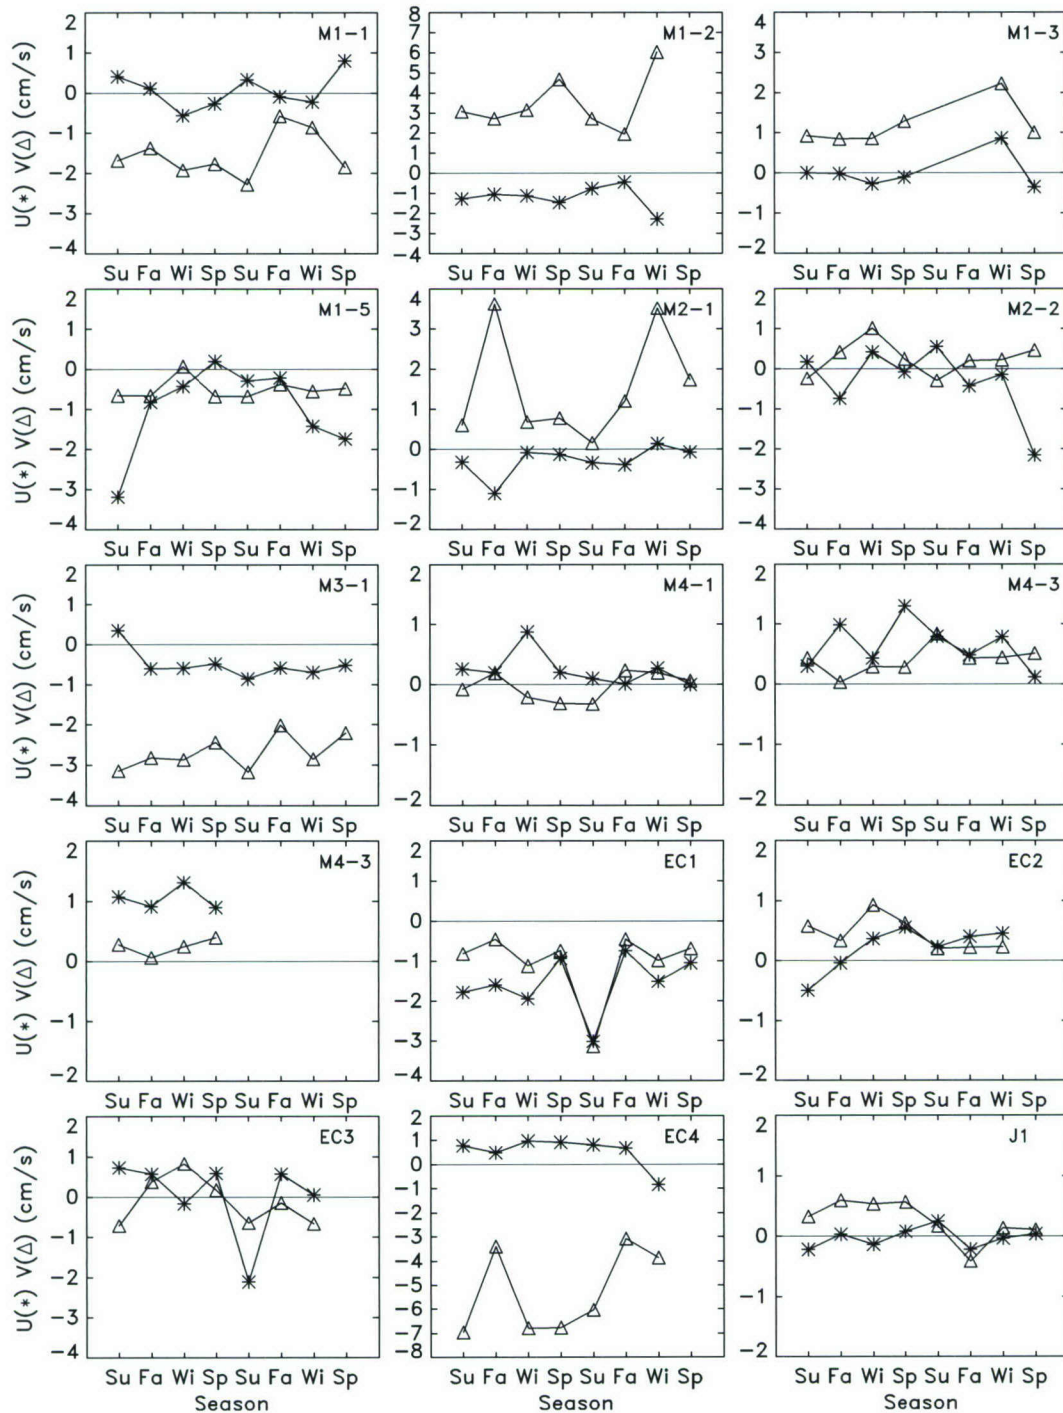 U(*) V(Δ) (cm/s)
2
1
0
−1
−2
−3
−4
M1−1
8
7
6
5
4
3
2
1
0
−1
−2
−3
−4
M1−2
4
3
2
1
0
−1
−2
M1−3
Su Fa Wi Sp Su Fa Wi Sp
Su Fa Wi Sp Su Fa Wi Sp
Su Fa Wi Sp Su Fa Wi Sp
U(*) V(Δ) (cm/s)
2
1
0
−1
−2
−3
−4
M1−5
4
3
2
1
0
−1
−2
M2−1
2
1
0
−1
−2
−3
−4
M2−2
Su Fa Wi Sp Su Fa Wi Sp
Su Fa Wi Sp Su Fa Wi Sp
Su Fa Wi Sp Su Fa Wi Sp
U(*) V(Δ) (cm/s)
2
1
0
−1
−2
−3
−4
M3−1
2
1
0
−1
−2
M4−1
2
1
0
−1
−2
M4−3
Su Fa Wi Sp Su Fa Wi Sp
Su Fa Wi Sp Su Fa Wi Sp
Su Fa Wi Sp Su Fa Wi Sp
U(*) V(Δ) (cm/s)
2
1
0
−1
−2
M4−3
2
1
0
−1
−2
−3
−4
EC1
2
1
0
−1
−2
EC2
Su Fa Wi Sp Su Fa Wi Sp
Su Fa Wi Sp Su Fa Wi Sp
Su Fa Wi Sp Su Fa Wi Sp
U(*) V(Δ) (cm/s)
2
1
0
−1
−2
−3
−4
EC3
2
1
0
−1
−2
−3
−4
−5
−6
−7
−8
EC4
2
1
0
−1
−2
J1
Su Fa Wi Sp Su Fa Wi Sp
Su Fa Wi Sp Su Fa Wi Sp
Su Fa Wi Sp Su Fa Wi Sp
Season
Season
Season